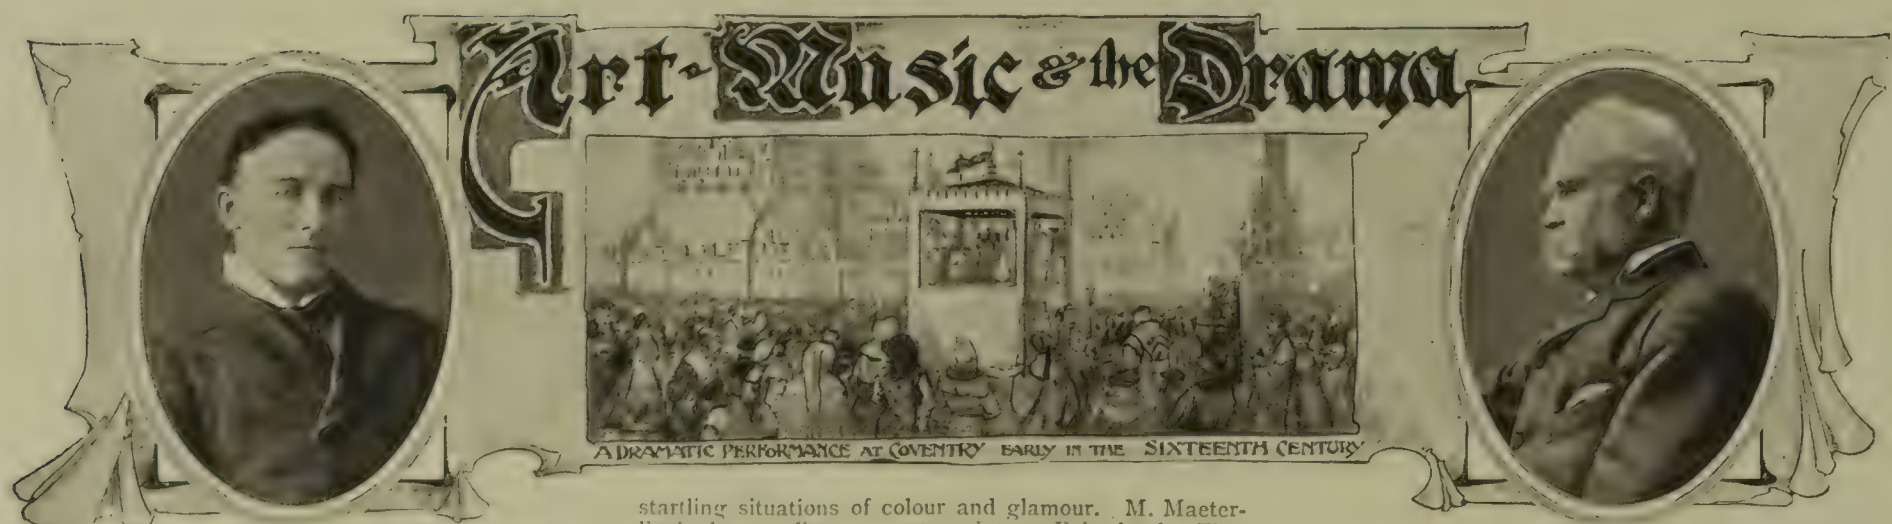 Art-Music & the Drama
A DRAMATIC PERFORMANCE AT COVENTRY EARLY IN THE SIXTEENTH CENTURY
startling situations of colour and glamour. M. Maeter-